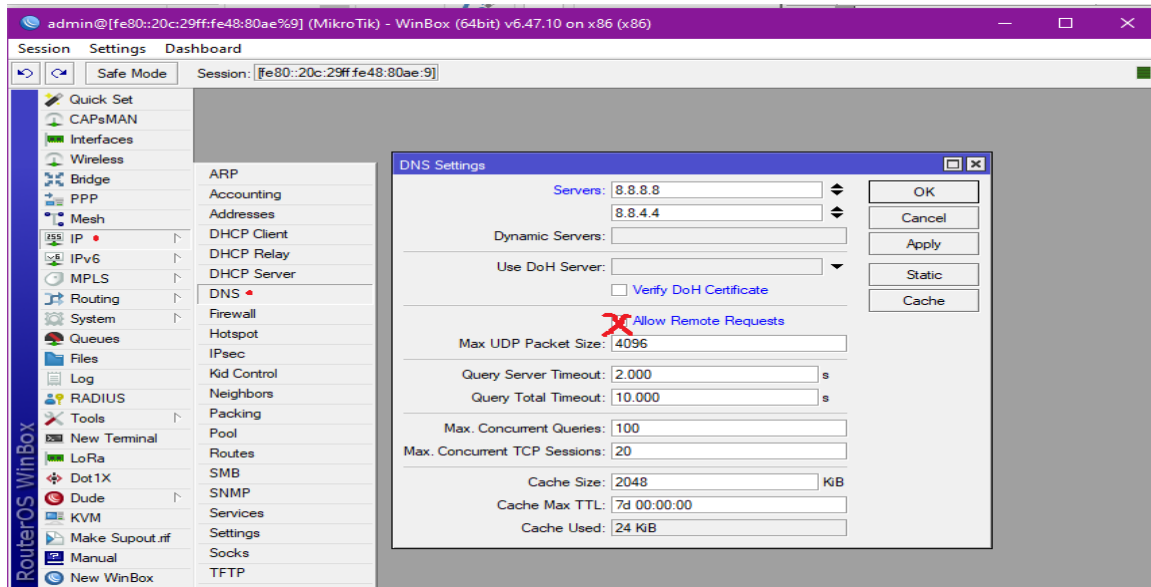 admin@[fe80::20c:29ff:fe48:80ae%9] (MikroTik) - WinBox (64bit) v6.47.10 on x86 (x86)
Session Settings Dashboard
Safe Mode Session: [fe80::20c:29ff:fe48:80ae:9]
Quick Set
CAPsMAN
Interfaces
Wireless
Bridge
PPP
Mesh
IP
IPv6
MPLS
Routing
System
Queues
Files
Log
RADIUS
Tools
New Terminal
LoRa
Dot1X
Dude
KVM
Make Supout.rif
Manual
New WinBox
RouterOS WinBox
ARP
Accounting
Addresses
DHCP Client
DHCP Relay
DHCP Server
DNS
Firewall
Hotspot
IPsec
Kid Control
Neighbors
Packing
Pool
Routes
SMB
SNMP
Services
Settings
Socks
TFTP
DNS Settings
Servers: 8.8.8.8
8.8.4.4
Dynamic Servers:
Use DoH Server:
Verify DoH Certificate
Allow Remote Requests
Max UDP Packet Size: 4096
Query Server Timeout: 2.000 s
Query Total Timeout: 10.000 s
Max. Concurrent Queries: 100
Max. Concurrent TCP Sessions: 20
Cache Size: 2048 KiB
Cache Max TTL: 7d 00:00:00
Cache Used: 24 KiB
OK
Cancel
Apply
Static
Cache